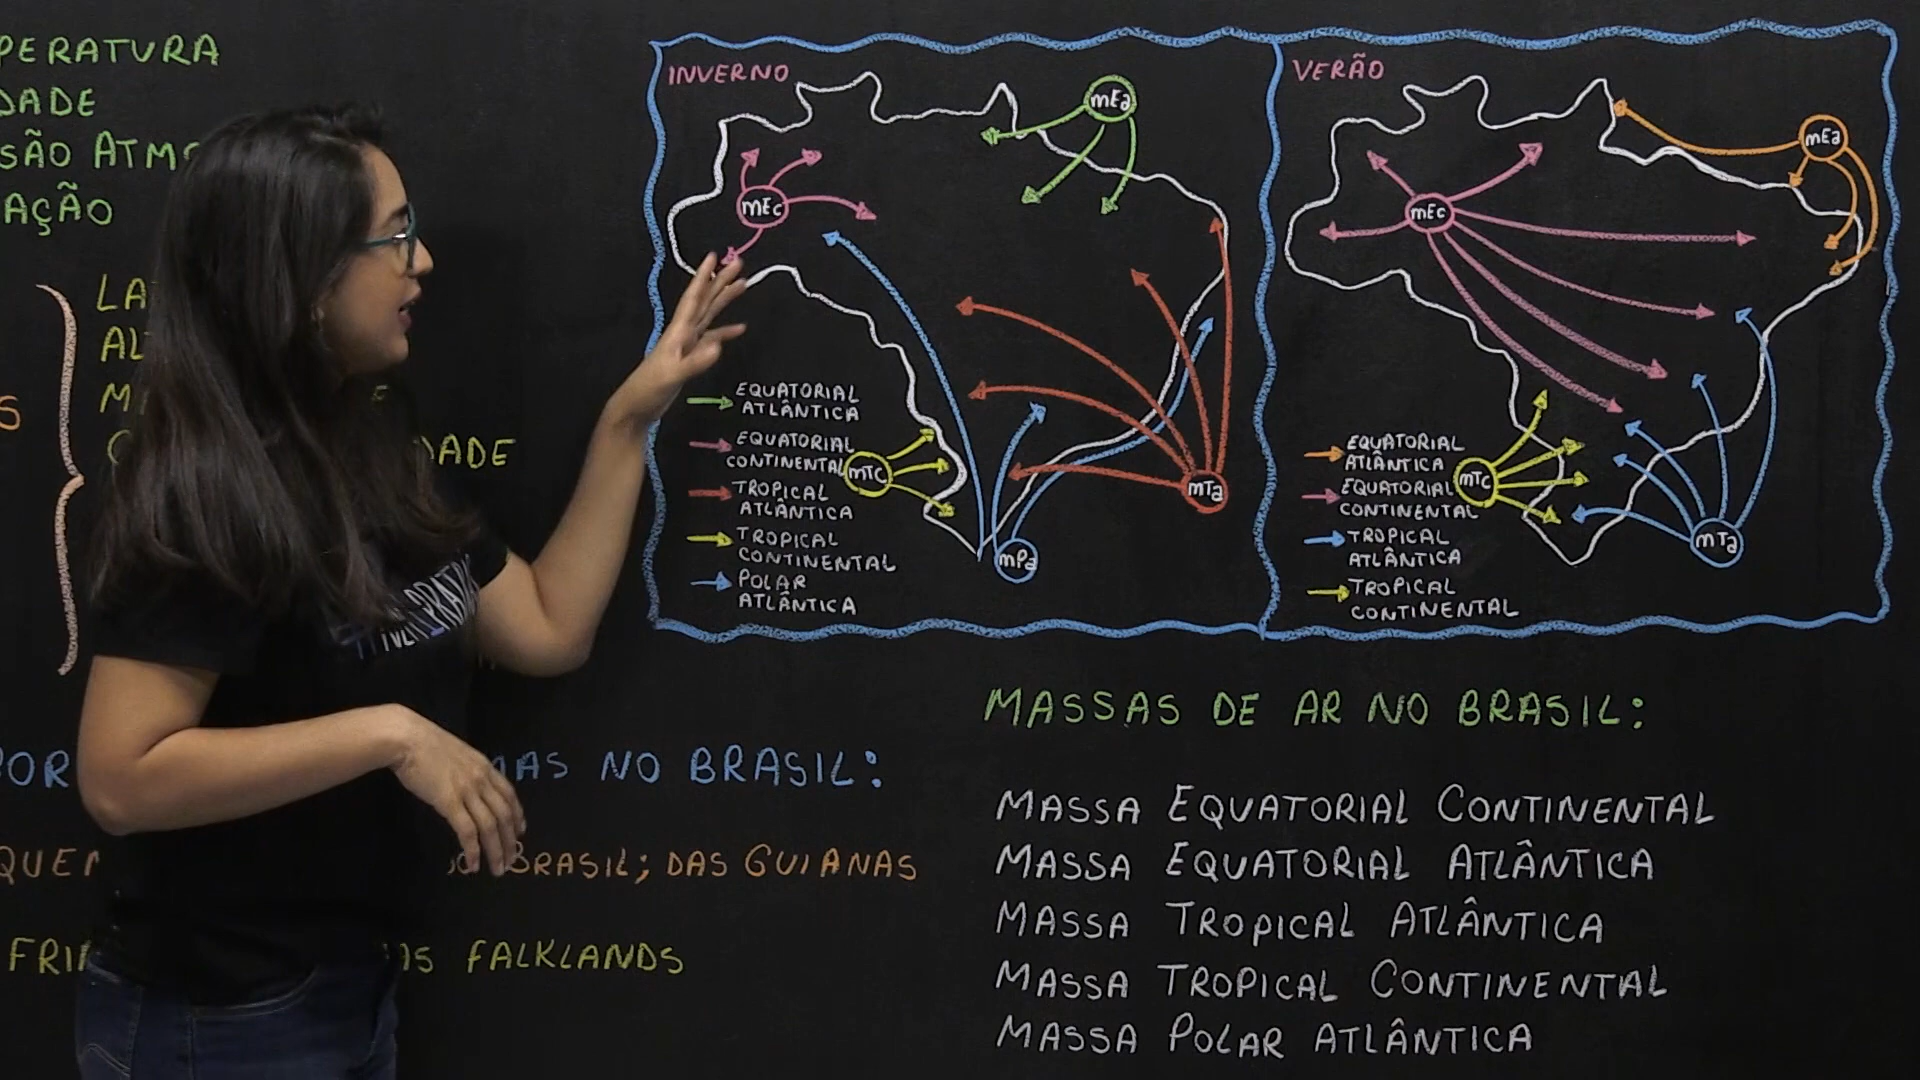 PERATURA
DADE
SÃO ATMO
AÇÃO
LA
AL
M
DADE
S
MAS NO BRASIL:
BRASIL; DAS GUIANAS
AS FALKLANDS
INVERNO
mEa
mEc
mTc
mTa
mPa
EQUATORIAL
ATLÂNTICA
EQUATORIAL
CONTINENTAL
TROPICAL
ATLÂNTICA
TROPICAL
CONTINENTAL
POLAR
ATLÂNTICA
VERÃO
mEa
mEc
mTc
mTa
EQUATORIAL
ATLÂNTICA
EQUATORIAL
CONTINENTAL
TROPICAL
ATLÂNTICA
TROPICAL
CONTINENTAL
MASSAS DE AR NO BRASIL:
MASSA EQUATORIAL CONTINENTAL
MASSA EQUATORIAL ATLÂNTICA
MASSA TROPICAL ATLÂNTICA
MASSA TROPICAL CONTINENTAL
MASSA POLAR ATLÂNTICA